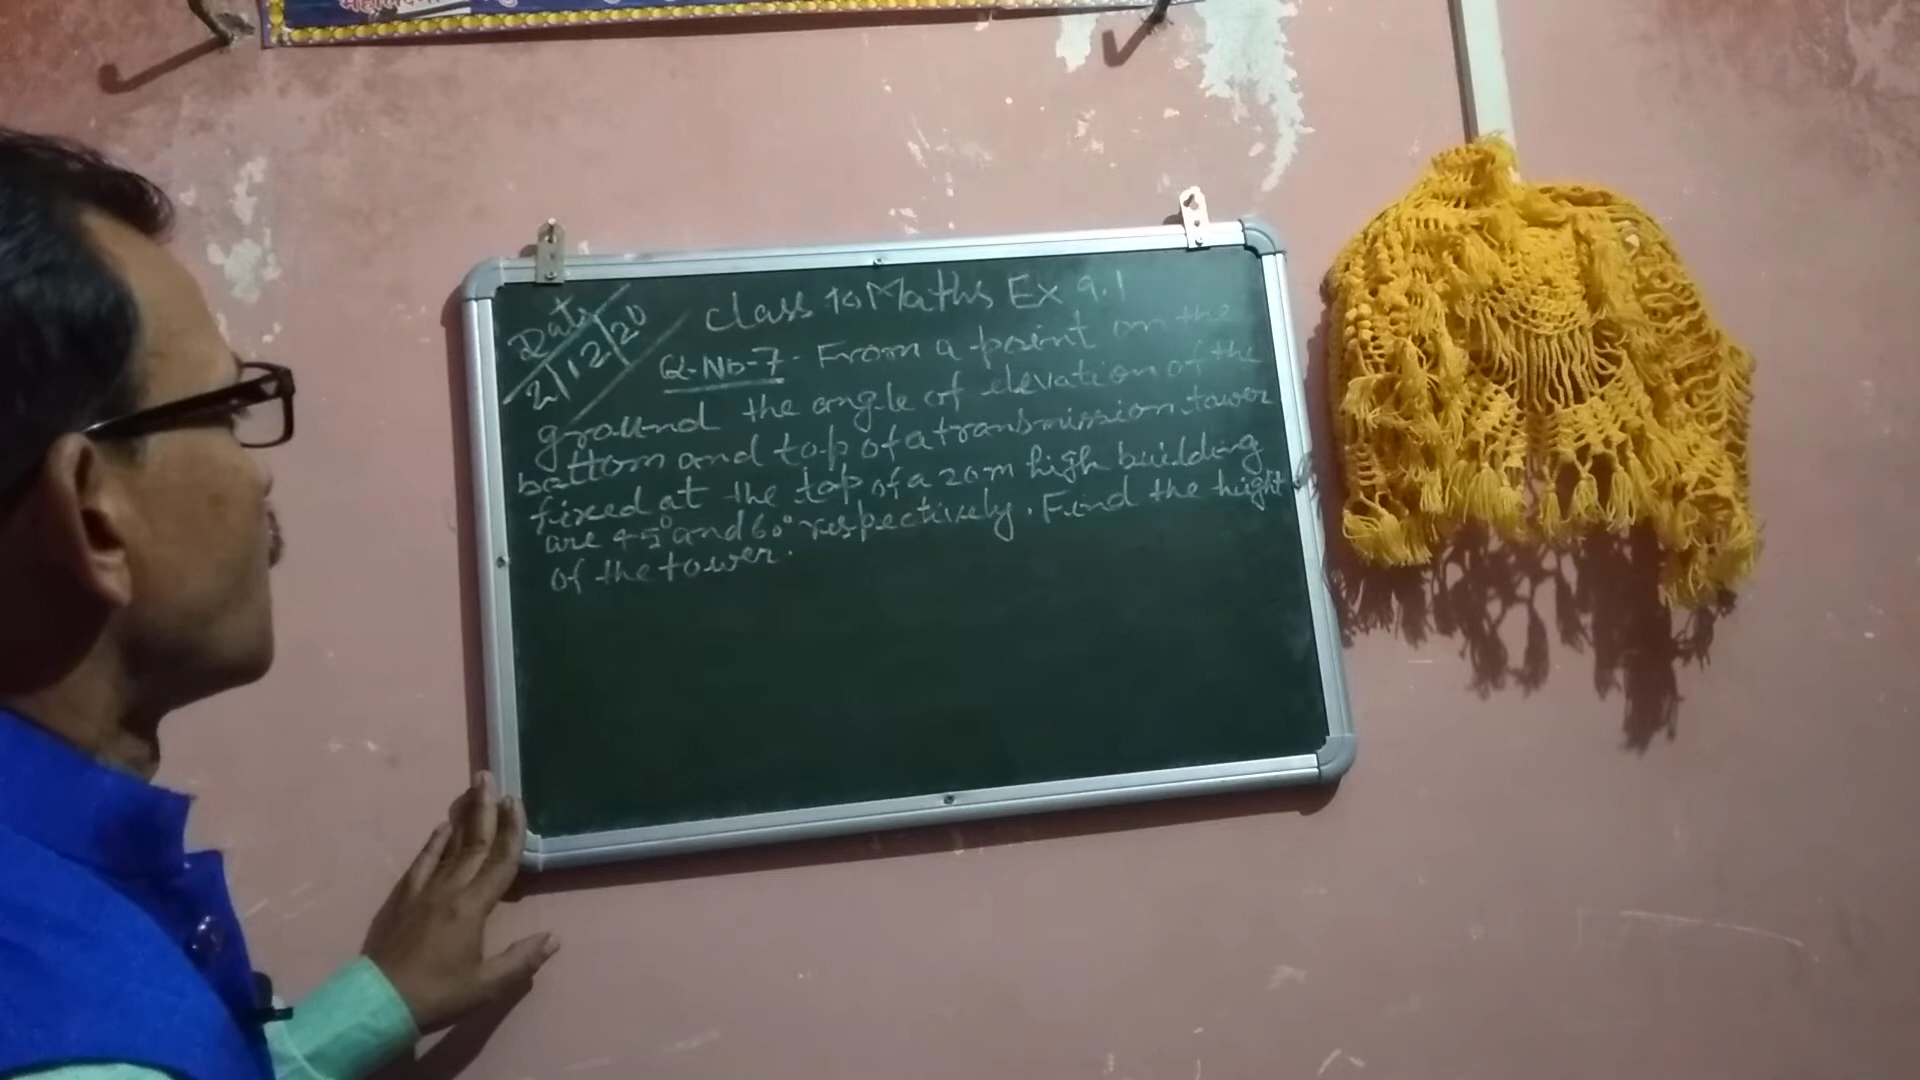 Date
2/12/20
Class 10 Maths Ex 9.1
Q-No-7- From a point on the
ground the angle of elevation of the
bottom and top of a transmission tower
fixed at the top of a 20m high building
are 45° and 60° respectively. Find the hight
of the tower.